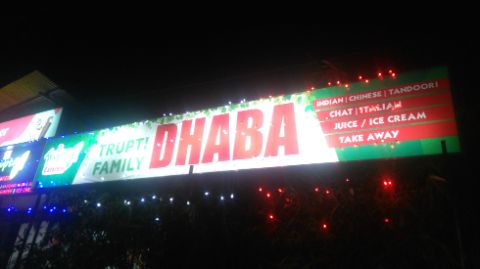 TRUPTI
FAMILY
DHABA
INDIAN | CHINESE | TANDOORI
CHAT | ITALIAN
JUICE / ICE CREAM
TAKE AWAY